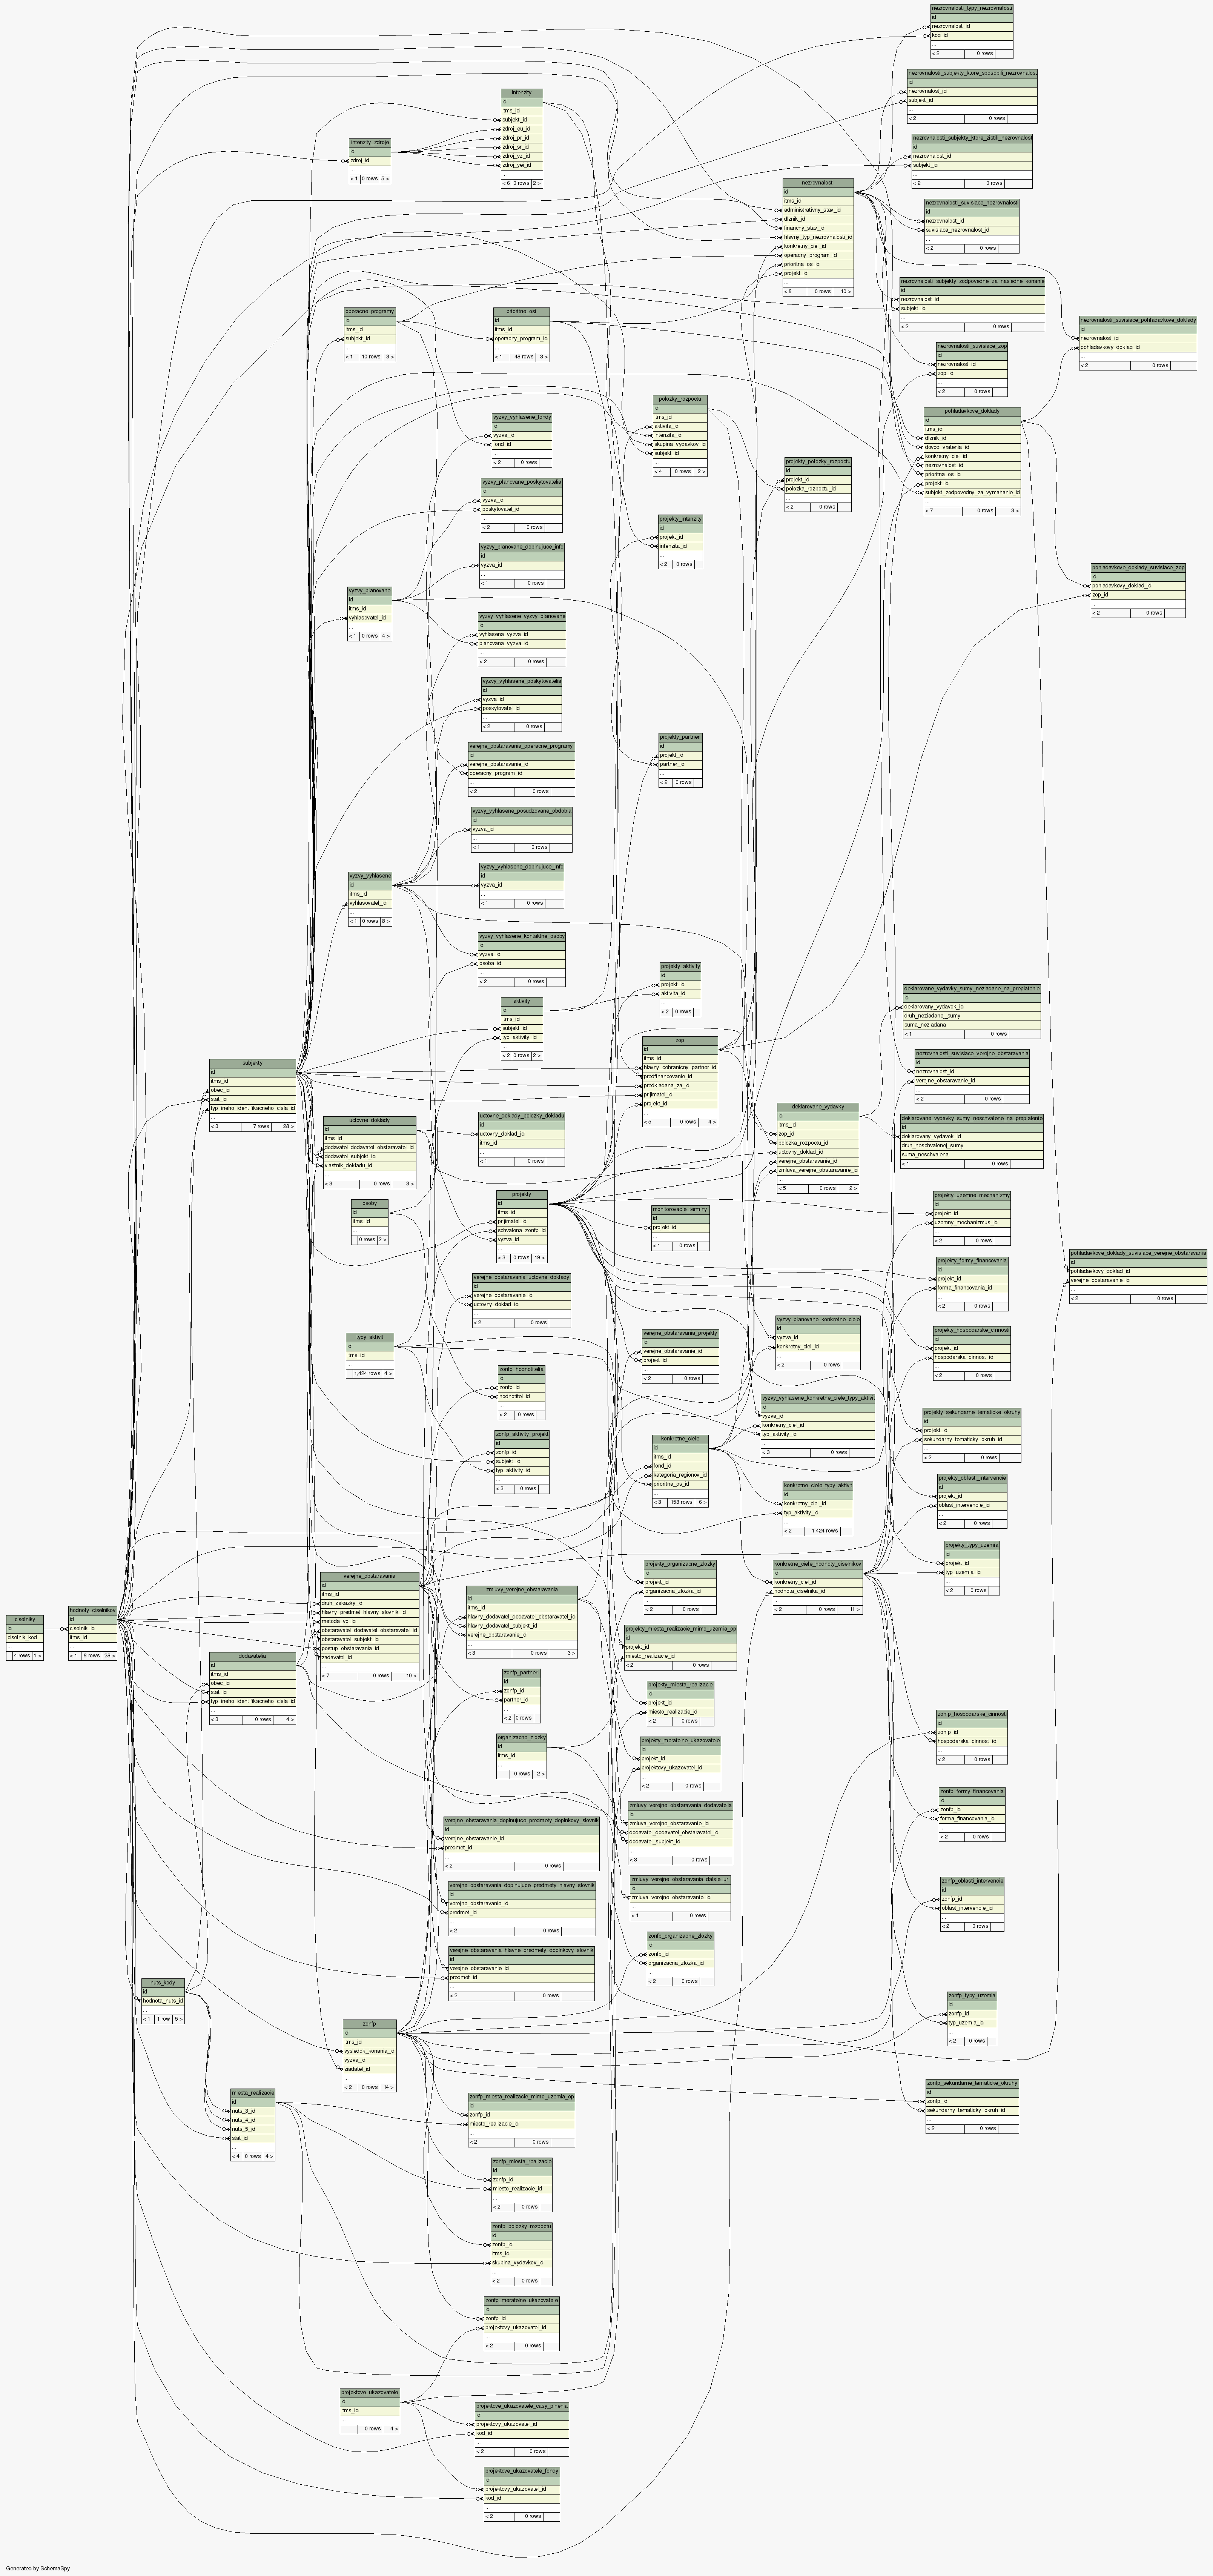 nezrovnalosti_typy_nezrovnalosti
id
nezrovnalost_id
kod_id
...
< 2 0 rows
nezrovnalosti_subjekty_ktore_sposobili_nezrovnalost
id
nezrovnalost_id
subjekt_id
...
< 2 0 rows
intenzity
id
itms_id
subjekt_id
zdroj_eu_id
zdroj_pr_id
zdroj_sr_id
zdroj_vz_id
zdroj_yei_id
...
< 6 0 rows 2 >
intenzity_zdroje
id
zdroj_id
...
< 1 0 rows 5 >
nezrovnalosti_subjekty_ktore_zistili_nezrovnalost
id
nezrovnalost_id
subjekt_id
...
< 2 0 rows
nezrovnalosti
id
itms_id
administrativny_stav_id
dlznik_id
financny_stav_id
hlavny_typ_nezrovnalosti_id
konkretny_ciel_id
operacny_program_id
prioritna_os_id
projekt_id
...
< 8 0 rows 10 >
nezrovnalosti_suvisiace_nezrovnalosti
id
nezrovnalost_id
suvisiaca_nezrovnalost_id
...
< 2 0 rows
nezrovnalosti_subjekty_zodpovedne_za_nasledne_konanie
id
nezrovnalost_id
subjekt_id
...
< 2 0 rows
operacne_programy
id
itms_id
subjekt_id
...
< 1 10 rows 3 >
prioritne_osi
id
itms_id
operacny_program_id
...
< 1 48 rows 3 >
nezrovnalosti_suvisiace_pohladavkove_doklady
id
nezrovnalost_id
pohladavkovy_doklad_id
...
< 2 0 rows
nezrovnalosti_suvisiace_zop
id
nezrovnalost_id
zop_id
...
< 2 0 rows
polozky_rozpoctu
id
itms_id
aktivita_id
intenzita_id
skupina_vydavkov_id
subjekt_id
...
< 4 0 rows 2 >
pohladavkove_doklady
id
itms_id
dlznik_id
dovod_vratenia_id
konkretny_ciel_id
nezrovnalost_id
prioritna_os_id
projekt_id
subjekt_zodpovedny_za_vymahanie_id
...
< 7 0 rows 3 >
vyzvy_vyhlasene_fondy
id
vyzva_id
fond_id
...
< 2 0 rows
projekty_polozky_rozpoctu
id
projekt_id
polozka_rozpoctu_id
...
< 2 0 rows
vyzvy_planovane_poskytovatelia
id
vyzva_id
poskytovatel_id
...
< 2 0 rows
projekty_intenzity
id
projekt_id
intenzita_id
...
< 2 0 rows
vyzvy_planovane_doplnujuce_info
id
vyzva_id
...
< 1 0 rows
pohladavkove_doklady_suvisiace_zop
id
pohladavkovy_doklad_id
zop_id
...
< 2 0 rows
vyzvy_planovane
id
itms_id
vyhlasovatel_id
...
< 1 0 rows 4 >
vyzvy_vyhlasene_vyzvy_planovane
id
vyhlasena_vyzva_id
planovana_vyzva_id
...
< 2 0 rows
vyzvy_vyhlasene_poskytovatelia
id
vyzva_id
poskytovatel_id
...
< 2 0 rows
projekty_partneri
id
projekt_id
partner_id
...
< 2 0 rows
verejne_obstaravania_operacne_programy
id
verejne_obstaravanie_id
operacny_program_id
...
< 2 0 rows
vyzvy_vyhlasene_posudzovane_obdobia
id
vyzva_id
...
< 1 0 rows
vyzvy_vyhlasene
id
itms_id
vyhlasovatel_id
...
< 1 0 rows 8 >
vyzvy_vyhlasene_doplnujuce_info
id
vyzva_id
...
< 1 0 rows
vyzvy_vyhlasene_kontaktne_osoby
id
vyzva_id
osoba_id
...
< 2 0 rows
projekty_aktivity
id
projekt_id
aktivita_id
...
< 2 0 rows
aktivity
id
itms_id
subjekt_id
typ_aktivity_id
...
< 2 0 rows 2 >
deklarovane_vydavky_sumy_neziadane_na_preplatenie
id
deklarovany_vydavok_id
druh_neziadanej_sumy
suma_neziadana
< 1 0 rows
zop
id
itms_id
hlavny_cehranicny_partner_id
predfinancovanie_id
predkladana_za_id
prijimatel_id
projekt_id
...
< 5 0 rows 4 >
nezrovnalosti_suvisiace_verejne_obstaravania
id
nezrovnalost_id
verejne_obstaravanie_id
...
< 2 0 rows
subjekty
id
itms_id
obec_id
stat_id
typ_ineho_identifikacneho_cisla_id
...
< 3 7 rows 28 >
deklarovane_vydavky
id
itms_id
zop_id
polozka_rozpoctu_id
uctovny_doklad_id
verejne_obstaravanie_id
zmluva_verejne_obstaravanie_id
...
< 5 0 rows 2 >
uctovne_doklady
id
itms_id
dodavatel_dodavatel_obstaravatel_id
dodavatel_subjekt_id
vlastnik_dokladu_id
...
< 3 0 rows 3 >
uctovne_doklady_polozky_dokladu
id
uctovny_doklad_id
itms_id
...
< 1 0 rows
deklarovane_vydavky_sumy_neschvalene_na_preplatenie
id
deklarovany_vydavok_id
druh_neschvalenej_sumy
suma_neschvalena
< 1 0 rows
osoby
id
itms_id
...
0 rows 2 >
projekty
id
itms_id
prijimatel_id
schvalena_zonfp_id
vyzva_id
...
< 3 0 rows 19 >
monitorovacie_terminy
id
projekt_id
...
< 1 0 rows
projekty_uzemne_mechanizmy
id
projekt_id
uzemny_mechanizmus_id
...
< 2 0 rows
projekty_formy_financovania
id
projekt_id
forma_financovania_id
...
< 2 0 rows
pohladavkove_doklady_suvisiace_verejne_obstaravania
id
pohladavkovy_doklad_id
verejne_obstaravanie_id
...
< 2 0 rows
verejne_obstaravania_uctovne_doklady
id
verejne_obstaravanie_id
uctovny_doklad_id
...
< 2 0 rows
typy_aktivit
id
itms_id
...
1,424 rows 4 >
verejne_obstaravania_projekty
id
verejne_obstaravanie_id
projekt_id
...
< 2 0 rows
vyzvy_planovane_konkretne_ciele
id
vyzva_id
konkretny_ciel_id
...
< 2 0 rows
projekty_hospodarske_cinnosti
id
projekt_id
hospodarska_cinnost_id
...
< 2 0 rows
zonfp_hodnotitelia
id
zonfp_id
hodnotitel_id
...
< 2 0 rows
vyzvy_vyhlasene_konkretne_ciele_typy_aktivit
id
vyzva_id
konkretny_ciel_id
typ_aktivity_id
...
< 3 0 rows
projekty_sekundarne_tematicke_okruhy
id
projekt_id
sekundarny_tematicky_okruh_id
...
< 2 0 rows
zonfp_aktivity_projekt
id
zonfp_id
subjekt_id
typ_aktivity_id
...
< 3 0 rows
konkretne_ciele
id
itms_id
fond_id
kategoria_regionov_id
prioritna_os_id
...
< 3 153 rows 6 >
konkretne_ciele_typy_aktivit
id
konkretny_ciel_id
typ_aktivity_id
...
< 2 1,424 rows
projekty_oblasti_intervencie
id
projekt_id
oblast_intervencie_id
...
< 2 0 rows
projekty_typy_uzemia
id
projekt_id
typ_uzemia_id
...
< 2 0 rows
verejne_obstaravania
id
itms_id
druh_zakazky_id
hlavny_predmet_hlavny_slovnik_id
metoda_vo_id
obstaravatel_dodavatel_obstaravatel_id
obstaravatel_subjekt_id
postup_obstaravania_id
zadavatel_id
...
< 7 0 rows 10 >
zmluvy_verejne_obstaravania
id
itms_id
hlavny_dodavatel_dodavatel_obstaravatel_id
hlavny_dodavatel_subjekt_id
verejne_obstaravanie_id
...
< 3 0 rows 3 >
projekty_organizacne_zlozky
id
projekt_id
organizacna_zlozka_id
...
< 2 0 rows
konkretne_ciele_hodnoty_ciselnikov
id
konkretny_ciel_id
hodnota_ciselnika_id
...
< 2 0 rows 11 >
ciselniky
id
ciselnik_kod
...
4 rows 1 >
hodnoty_ciselnikov
id
ciselnik_id
itms_id
...
< 1 8 rows 28 >
dodavatelia
id
itms_id
obec_id
stat_id
typ_ineho_identifikacneho_cisla_id
...
< 3 0 rows 4 >
projekty_miesta_realizacie_mimo_uzemia_op
id
projekt_id
miesto_realizacie_id
< 2 0 rows
zonfp_partneri
id
zonfp_id
partner_id
...
< 2 0 rows
projekty_miesta_realizacie
id
projekt_id
miesto_realizacie_id
< 2 0 rows
organizacne_zlozky
id
itms_id
...
0 rows 2 >
projekty_meratelne_ukazovatele
id
projekt_id
projektovy_ukazovatel_id
...
< 2 0 rows
zonfp_hospodarske_cinnosti
id
zonfp_id
hospodarska_cinnost_id
...
< 2 0 rows
zmluvy_verejne_obstaravania_dodavatelia
id
zmluva_verejne_obstaravanie_id
dodavatel_dodavatel_obstaravatel_id
dodavatel_subjekt_id
...
< 3 0 rows
zonfp_formy_financovania
id
zonfp_id
forma_financovania_id
...
< 2 0 rows
verejne_obstaravania_doplnujuce_predmety_doplnkovy_slovnik
id
verejne_obstaravanie_id
predmet_id
...
< 2 0 rows
zmluvy_verejne_obstaravania_dalsie_url
id
zmluva_verejne_obstaravanie_id
...
< 1 0 rows
verejne_obstaravania_doplnujuce_predmety_hlavny_slovnik
id
verejne_obstaravanie_id
predmet_id
...
< 2 0 rows
zonfp_oblasti_intervencie
id
zonfp_id
oblast_intervencie_id
...
< 2 0 rows
zonfp_organizacne_zlozky
id
zonfp_id
organizacna_zlozka_id
...
< 2 0 rows
verejne_obstaravania_hlavne_predmety_doplnkovy_slovnik
id
verejne_obstaravanie_id
predmet_id
...
< 2 0 rows
nuts_kody
id
hodnota_nuts_id
...
< 1 1 row 5 >
zonfp_typy_uzemia
id
zonfp_id
typ_uzemia_id
...
< 2 0 rows
zonfp
id
itms_id
vysledok_konania_id
vyzva_id
ziadatel_id
...
< 2 0 rows 14 >
zonfp_sekundarne_tematicke_okruhy
id
zonfp_id
sekundarny_tematicky_okruh_id
...
< 2 0 rows
miesta_realizacie
id
nuts_3_id
nuts_4_id
nuts_5_id
stat_id
...
< 4 0 rows 4 >
zonfp_miesta_realizacie_mimo_uzemia_op
id
zonfp_id
miesto_realizacie_id
...
< 2 0 rows
zonfp_miesta_realizacie
id
zonfp_id
miesto_realizacie_id
...
< 2 0 rows
zonfp_polozky_rozpoctu
id
zonfp_id
itms_id
skupina_vydavkov_id
...
< 2 0 rows
zonfp_meratelne_ukazovatele
id
zonfp_id
projektovy_ukazovatel_id
...
< 2 0 rows
projektove_ukazovatele
id
itms_id
...
0 rows 4 >
projektove_ukazovatele_casy_plnenia
id
projektovy_ukazovatel_id
kod_id
...
< 2 0 rows
projektove_ukazovatele_fondy
id
projektovy_ukazovatel_id
kod_id
...
< 2 0 rows
Generated by SchemaSpy